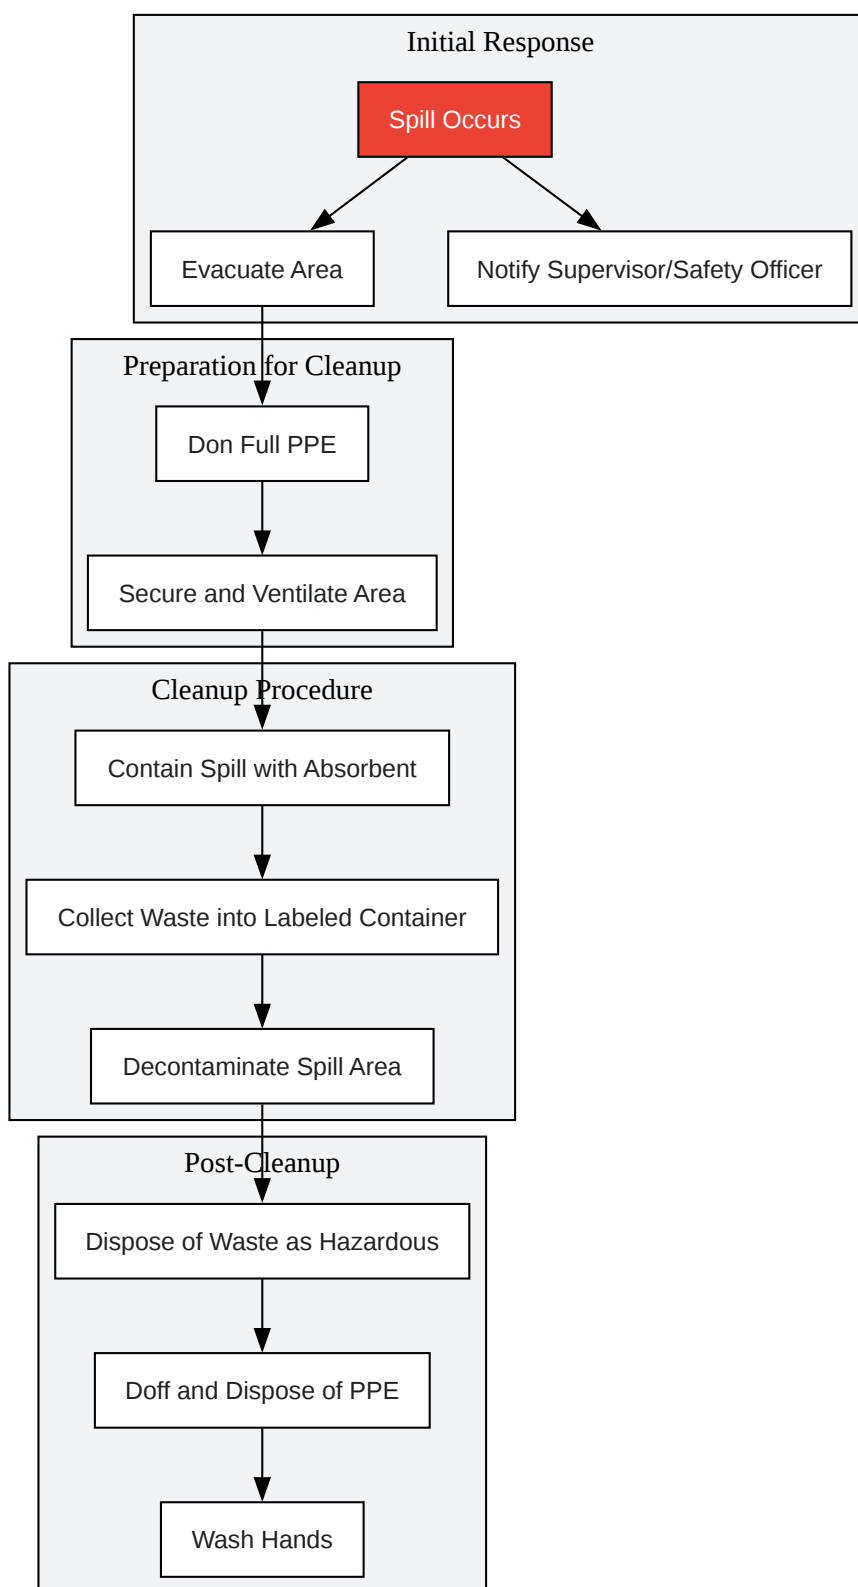 Initial Response
Spill Occurs
Evacuate Area
Notify Supervisor/Safety Officer
Preparation for Cleanup
Don Full PPE
Secure and Ventilate Area
Cleanup Procedure
Contain Spill with Absorbent
Collect Waste into Labeled Container
Decontaminate Spill Area
Post-Cleanup
Dispose of Waste as Hazardous
Doff and Dispose of PPE
Wash Hands